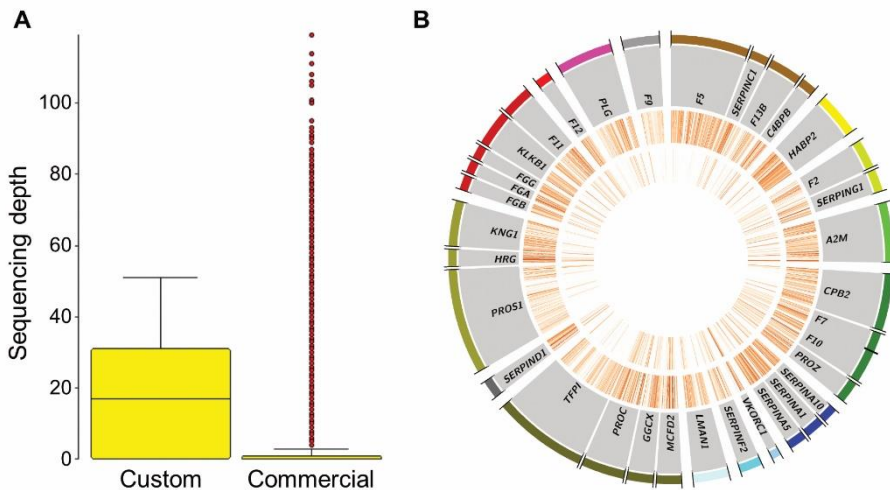 A
Sequencing depth
100
80
60
40
20
0
Custom
Commercial
B
F5
SERPINC1
F13B
C4BPB
HABP2
F2
SERPING1
A2M
CPB2
F7
F10
PROZ
SERPINA10
SERPINA1
SERPINA5
VKORC1
SERPINF2
LMAN1
MCFD2
GGCX
PROC
TFPI
SERPIND1
PROS1
HRG
KNG1
FGB
FGA
FGG
KLKB1
F11
F12
PLG
F9